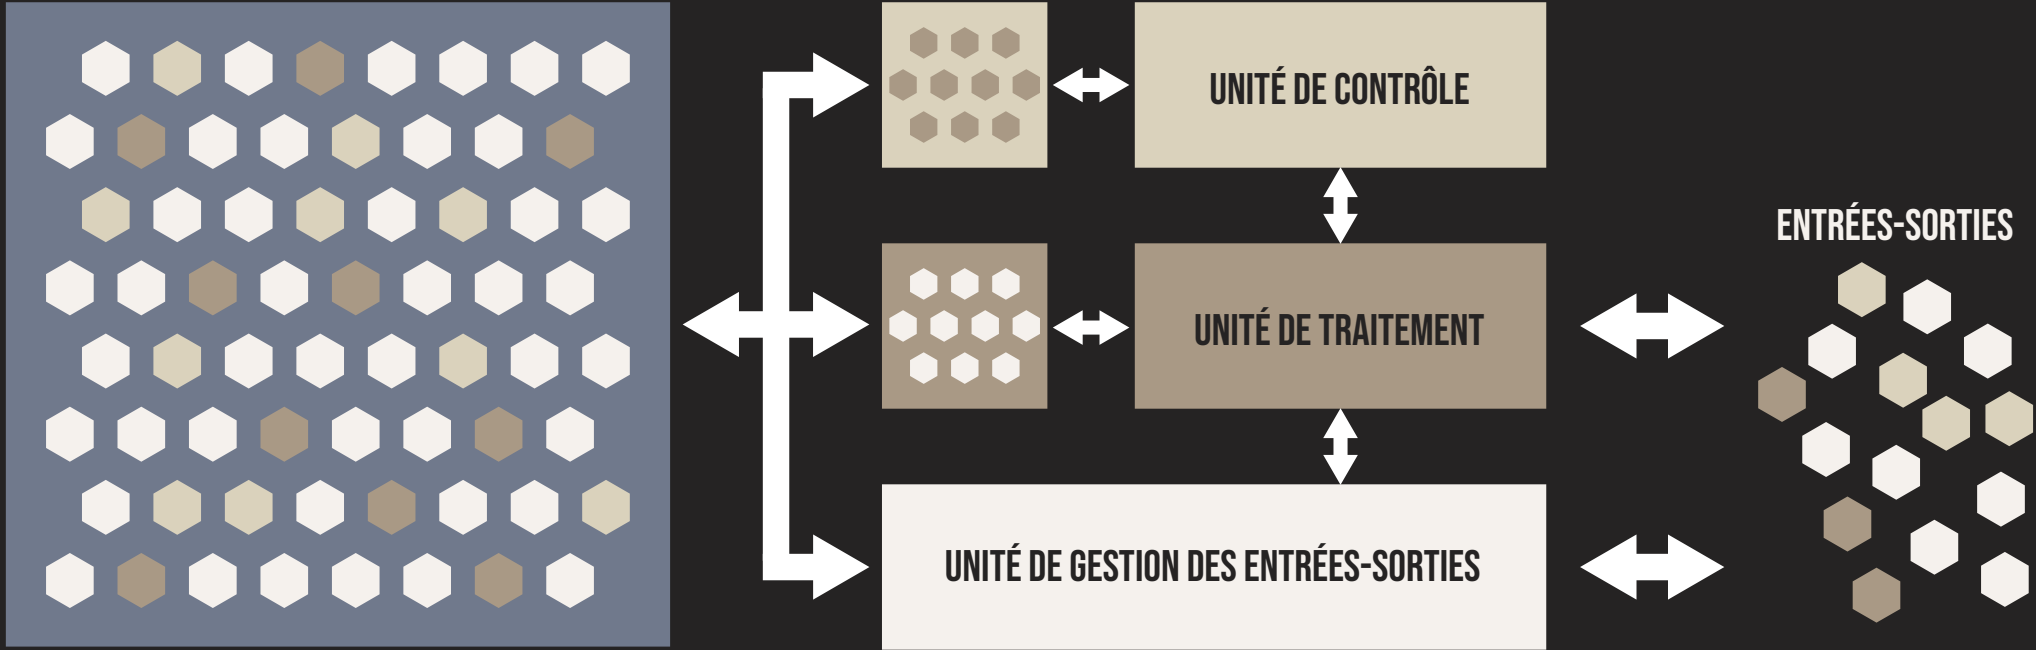 UNITÉ DE CONTRÔLE
ENTRÉES-SORTIES
UNITÉ DE TRAITEMENT
UNITÉ DE GESTION DES ENTRÉES-SORTIES